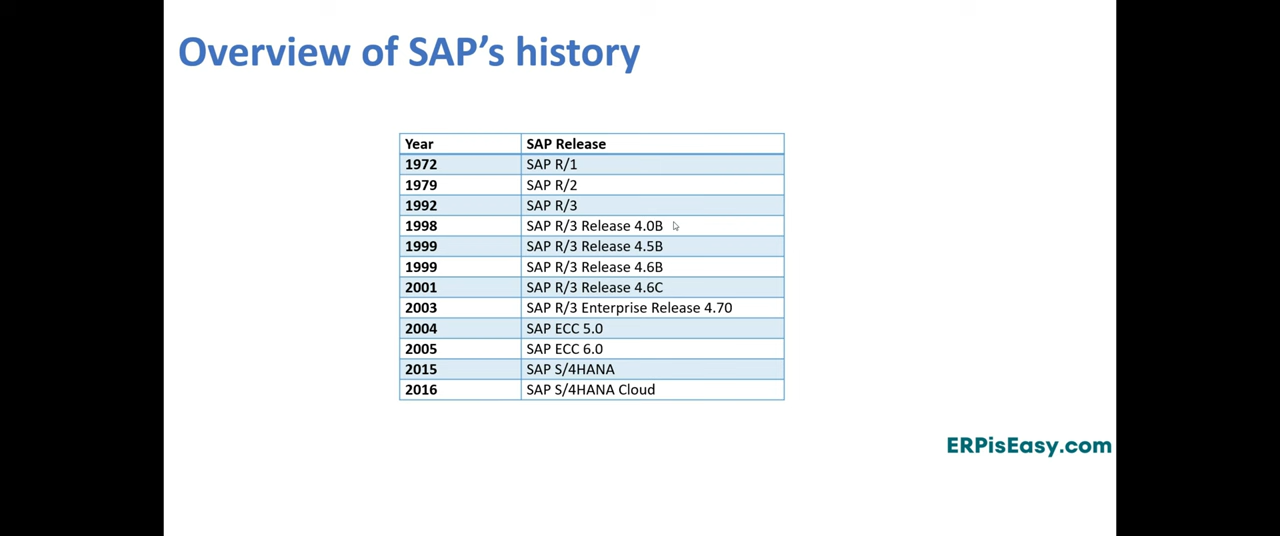 Overview of SAP's history
Year SAP Release
1972 SAP R/1
1979 SAP R/2
1992 SAP R/3
1998 SAP R/3 Release 4.0B
1999 SAP R/3 Release 4.5B
1999 SAP R/3 Release 4.6B
2001 SAP R/3 Release 4.6C
2003 SAP R/3 Enterprise Release 4.70
2004 SAP ECC 5.0
2005 SAP ECC 6.0
2015 SAP S/4HANA
2016 SAP S/4HANA Cloud
ERPisEasy.com